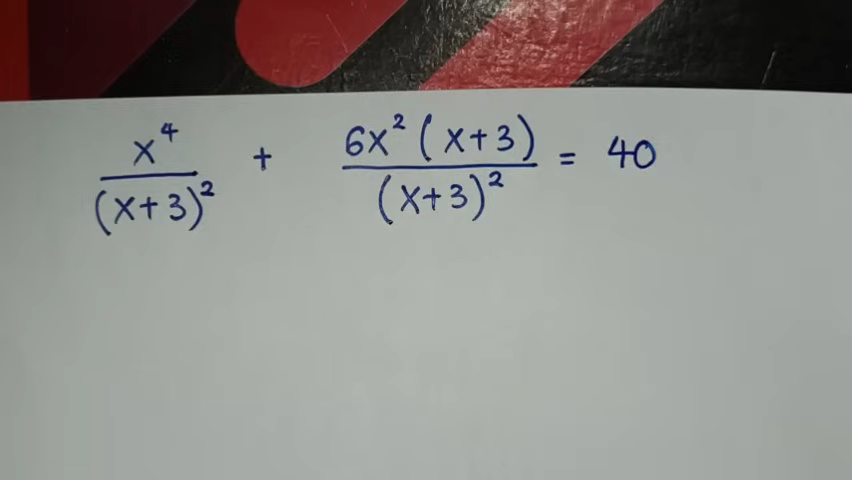 x⁴/(x+3)² + 6x²(x+3)/(x+3)² = 40